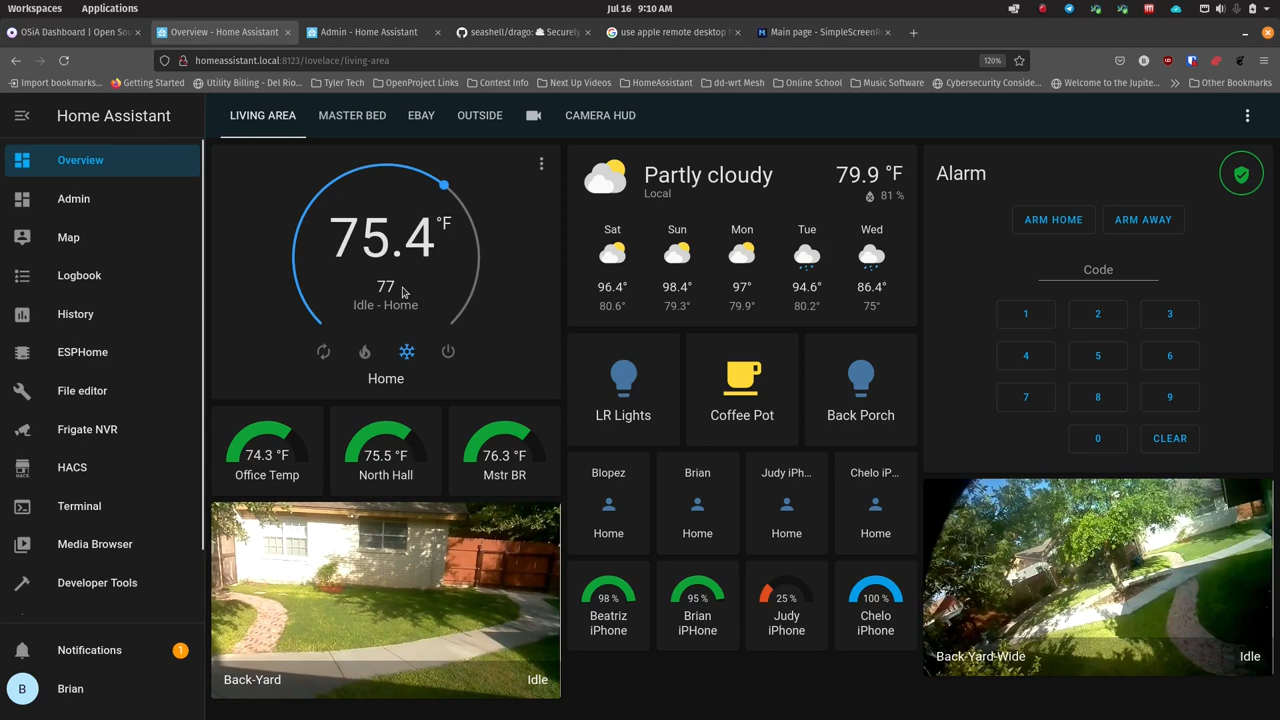 Workspaces Applications
Jul 16 9:10 AM
OSiA Dashboard | Open Sou
Overview - Home Assistant
Admin - Home Assistant
seashell/drago: Securely
use apple remote desktop f
Main page - SimpleScreenR
homeassistant.local:8123/lovelace/living-area
120%
Import bookmarks...
Getting Started
Utility Billing - Del Rio...
Tyler Tech
OpenProject Links
Contest Info
Next Up Videos
HomeAssistant
dd-wrt Mesh
Online School
Music Software
Cybersecurity Conside...
Welcome to the Jupite...
Other Bookmarks
Home Assistant
Overview
Admin
Map
Logbook
History
ESPHome
File editor
Frigate NVR
HACS
Terminal
Media Browser
Developer Tools
Notifications 1
B Brian
LIVING AREA MASTER BED EBAY OUTSIDE CAMERA HUD
75.4 °F
77
Idle - Home
Home
74.3 °F
Office Temp
75.5 °F
North Hall
76.3 °F
Mstr BR
Back-Yard Idle
Partly cloudy
Local
79.9 °F
81 %
Sat Sun Mon Tue Wed
96.4° 98.4° 97° 94.6° 86.4°
80.6° 79.3° 79.9° 80.2° 75°
LR Lights
Coffee Pot
Back Porch
Blopez Brian Judy iPh... Chelo iP...
Home Home Home Home
98 % 95 % 25 % 100 %
Beatriz iPhone
Brian iPHone
Judy iPhone
Chelo iPhone
Alarm
ARM HOME ARM AWAY
Code
1 2 3
4 5 6
7 8 9
0 CLEAR
Back-Yard-Wide Idle